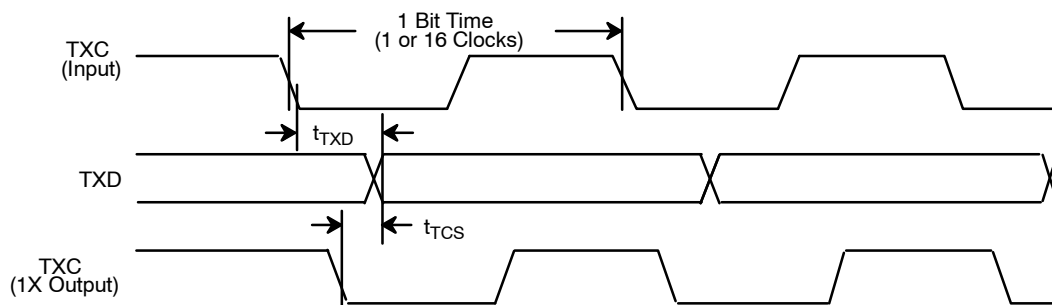 1 Bit Time
(1 or 16 Clocks)
TXC
(Input)
tTXD
TXD
tTCS
TXC
(1X Output)